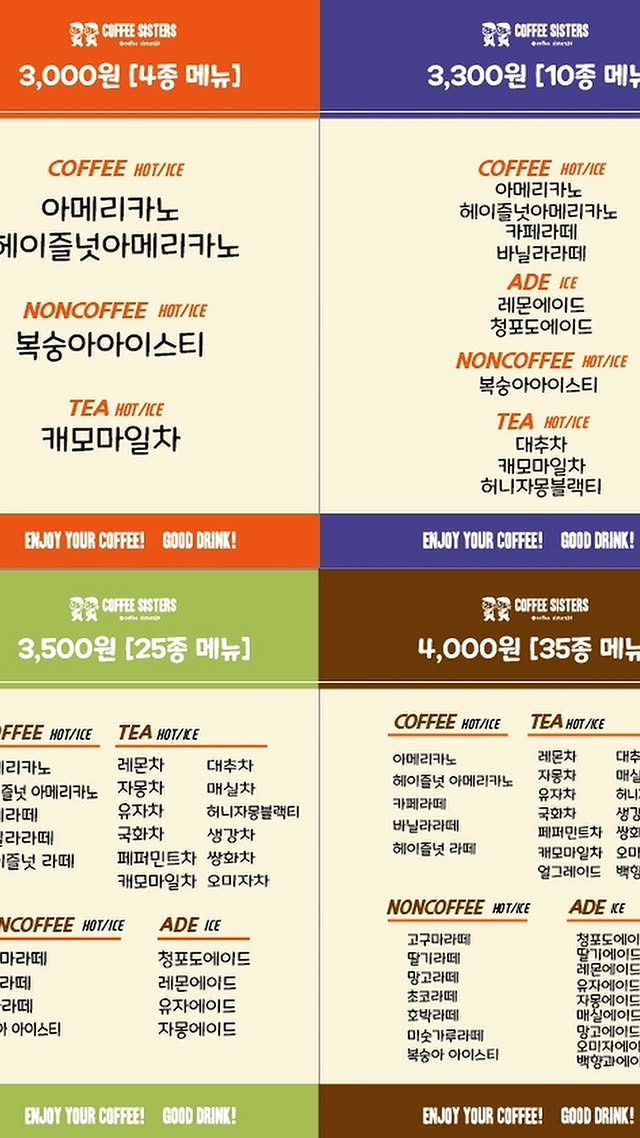 COFFEE SISTERS
3,000원 [4종 메뉴]
COFFEE HOT/ICE
아메리카노
헤이즐넛아메리카노
NONCOFFEE HOT/ICE
복숭아아이스티
TEA HOT/ICE
캐모마일차
ENJOY YOUR COFFEE! GOOD DRINK!
COFFEE SISTERS
3,300원 [10종 메뉴
COFFEE HOT/ICE
아메리카노
헤이즐넛아메리카노
카페라떼
바닐라라떼
ADE ICE
레몬에이드
청포도에이드
NONCOFFEE HOT/ICE
복숭아아이스티
TEA HOT/ICE
대추차
캐모마일차
허니자몽블랙티
ENJOY YOUR COFFEE! GOOD DRINK!
COFFEE SISTERS
3,500원 [25종 메뉴]
FFEE HOT/ICE
리카노
즐넛 아메리카노
라떼
라라떼
이즐넛 라떼
TEA HOT/ICE
레몬차 대추차
자몽차 매실차
유자차 허니자몽블랙티
국화차 생강차
페퍼민트차 쌍화차
캐모마일차 오미자차
NCOFFEE HOT/ICE
마라떼
라떼
라떼
아 아이스티
ADE ICE
청포도에이드
레몬에이드
유자에이드
자몽에이드
ENJOY YOUR COFFEE! GOOD DRINK!
COFFEE SISTERS
4,000원 [35종 메뉴
COFFEE HOT/ICE
아메리카노
헤이즐넛 아메리카노
카페라떼
바닐라라떼
헤이즐넛 라떼
TEA HOT/ICE
레몬차 대추
자몽차 매실
유자차 허니
국화차 생강
페퍼민트차 쌍화
캐모마일차 오미
얼그레이드 백향
NONCOFFEE HOT/ICE
고구마라떼
딸기라떼
망고라떼
초코라떼
호박라떼
미숫가루라떼
복숭아 아이스티
ADE ICE
청포도에이
딸기에이드
레몬에이드
유자에이드
자몽에이드
매실에이드
망고에이드
오미자에이
백향과에이
ENJOY YOUR COFFEE! GOOD DRINK!